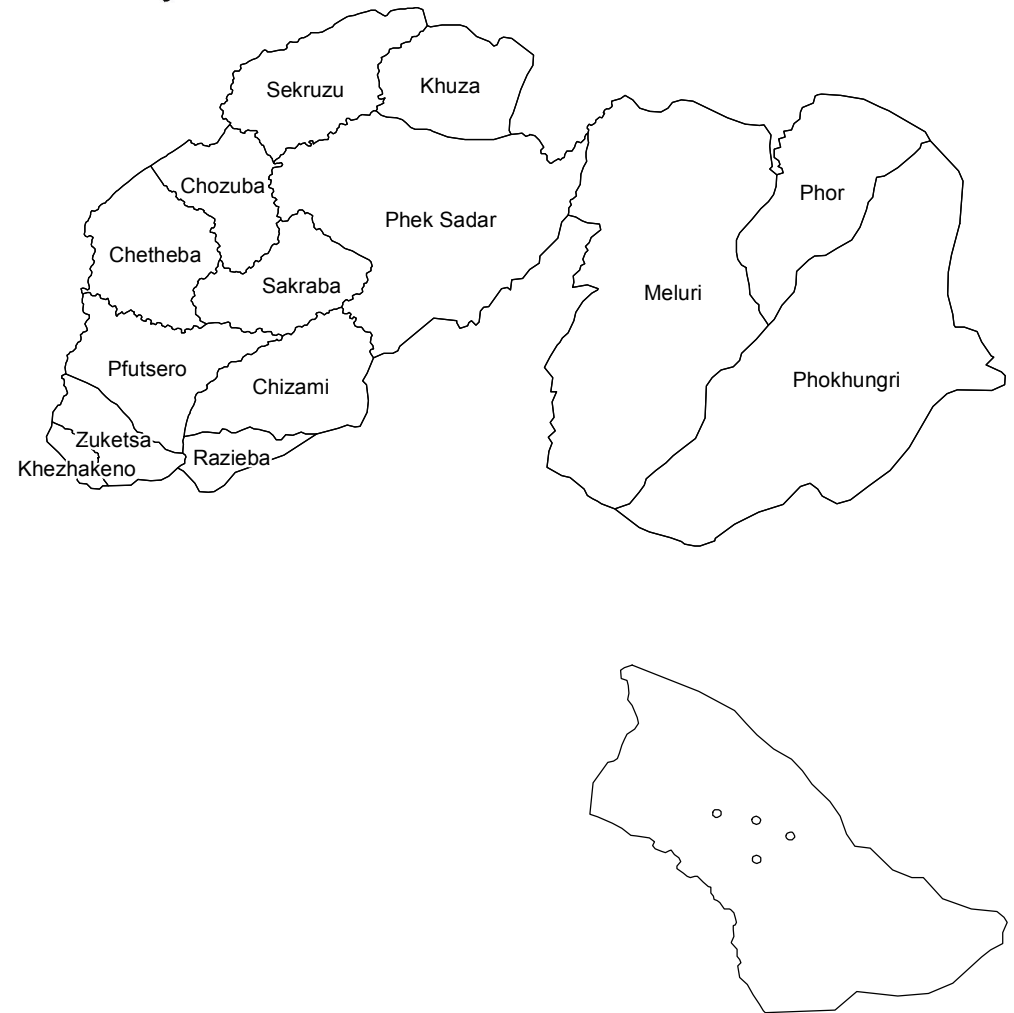 Sekruzu
Khuza
Chozuba
Phor
Phek Sadar
Chetheba
Sakraba
Meluri
Pfutsero
Chizami
Phokhungri
Zuketsa
Razieba
Khezhakeno